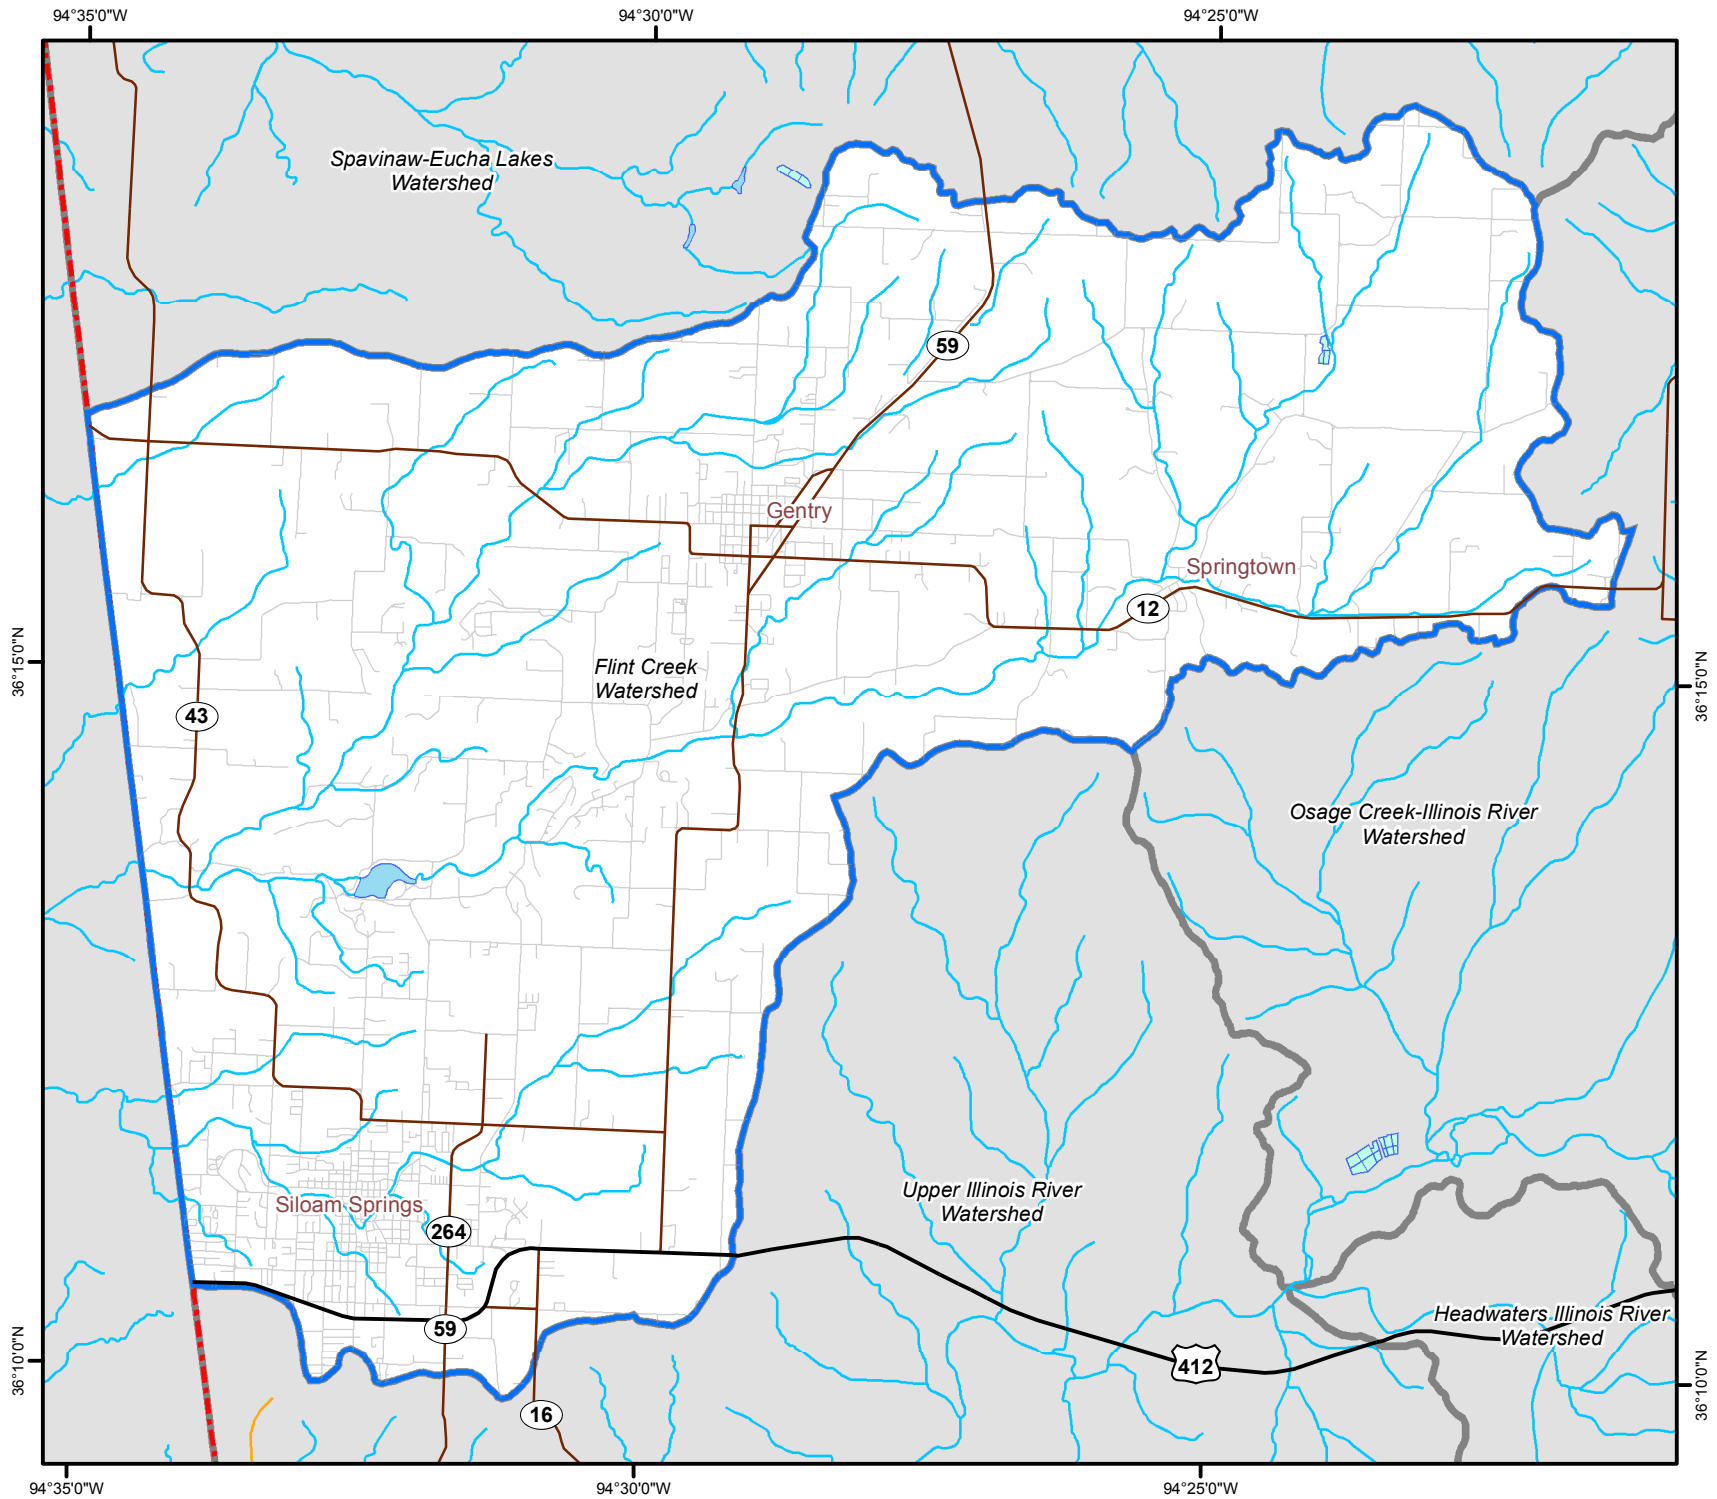 94°35'0"W
94°30'0"W
94°25'0"W
Spavinaw-Eucha Lakes
Watershed
59
Gentry
Springtown
12
36°15'0"N
Flint Creek
Watershed
36°15'0"N
43
Osage Creek-Illinois River
Watershed
Upper Illinois River
Watershed
Siloam Springs
264
Headwaters Illinois River
Watershed
59
36°10'0"N
412
36°10'0"N
16
94°35'0"W
94°30'0"W
94°25'0"W